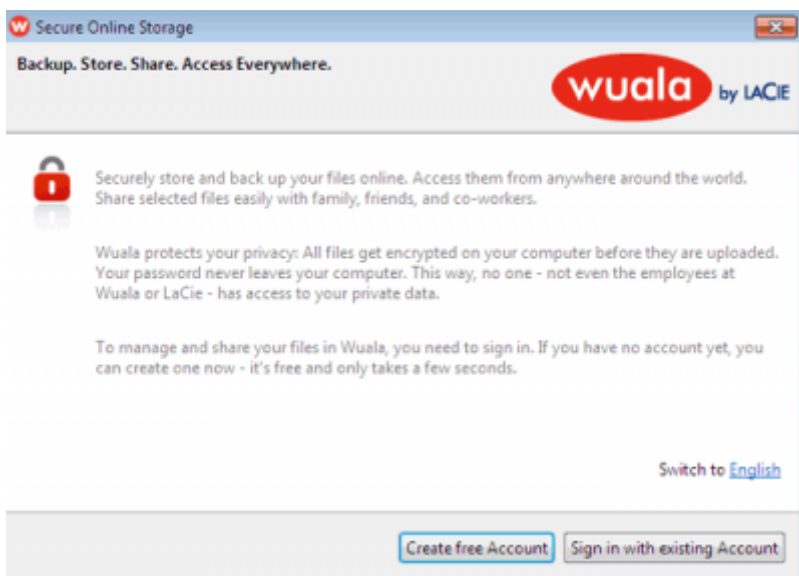 Secure Online Storage
Backup. Store. Share. Access Everywhere.
wuala by LACIE
Securely store and back up your files online. Access them from anywhere around the world.
Share selected files easily with family, friends, and co-workers.
Wuala protects your privacy: All files get encrypted on your computer before they are uploaded.
Your password never leaves your computer. This way, no one - not even the employees at
Wuala or LaCie - has access to your private data.
To manage and share your files in Wuala, you need to sign in. If you have no account yet, you
can create one now - it's free and only takes a few seconds.
Switch to English
Create free Account Sign in with existing Account